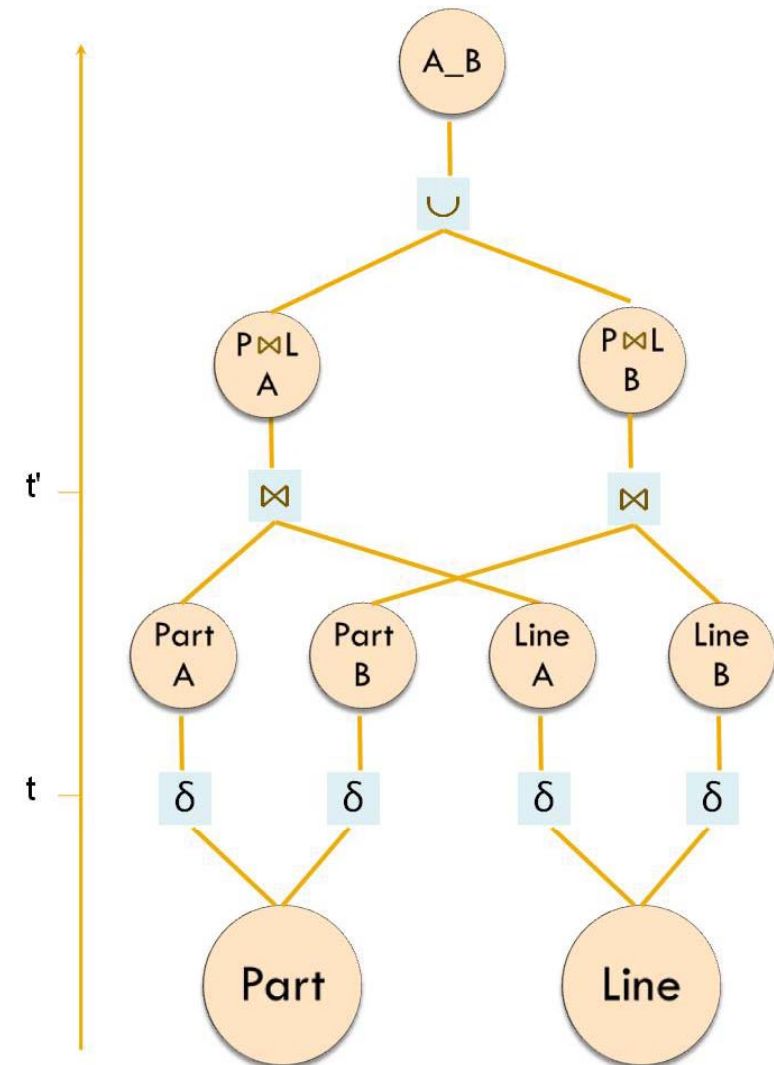 A_B
∪
P⋈L
A
P⋈L
B
t'
⋈
⋈
Part
A
Part
B
Line
A
Line
B
t
δ
δ
δ
δ
Part
Line